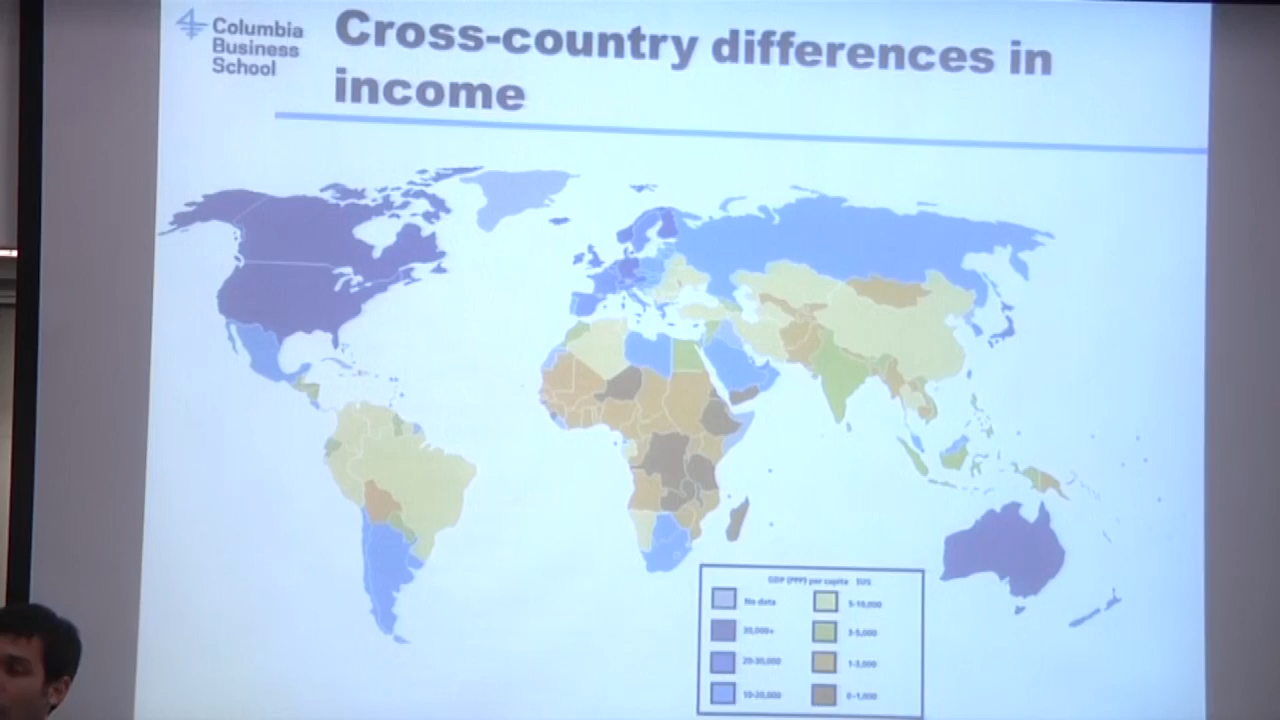 Columbia
Business
School
Cross-country differences in
income
GDP (PPP) per capita $US
No data
30,000+
20-30,000
10-20,000
5-10,000
3-5,000
1-3,000
0-1,000